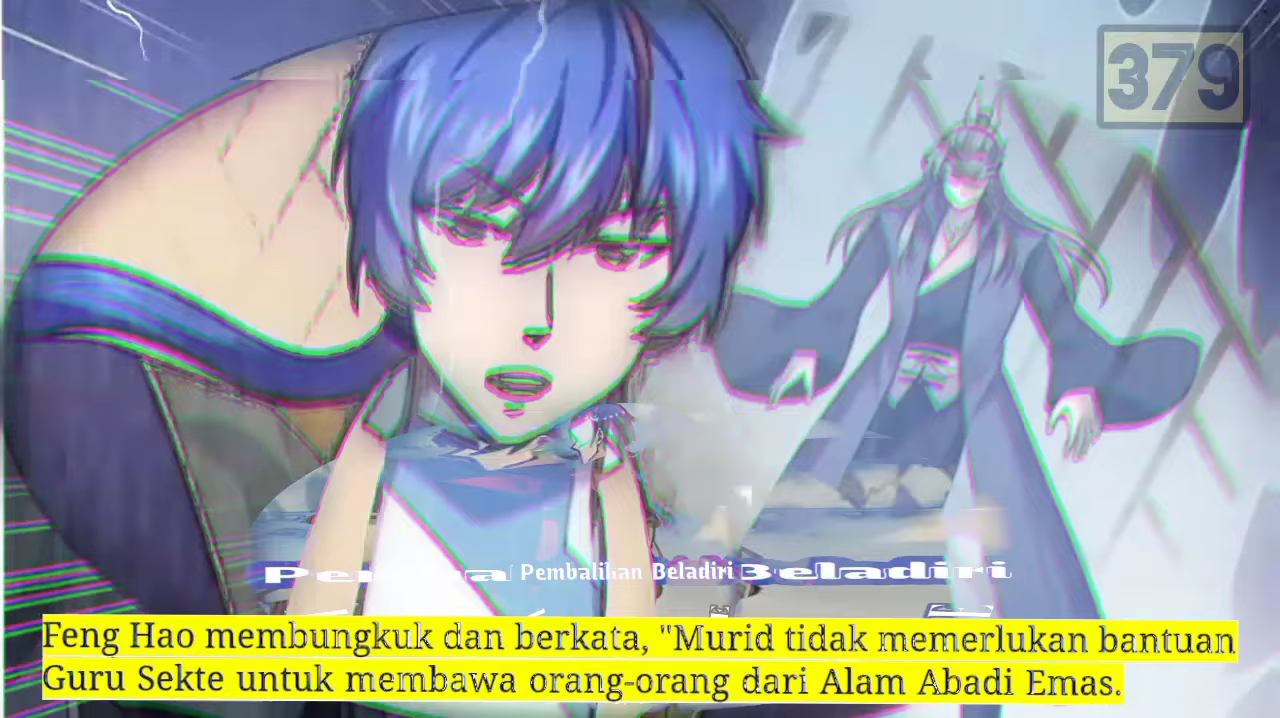 379
Pembalikan Beladiri
Beladiri
Feng Hao membungkuk dan berkata, "Murid tidak memerlukan bantuan
Guru Sekte untuk membawa orang-orang dari Alam Abadi Emas.